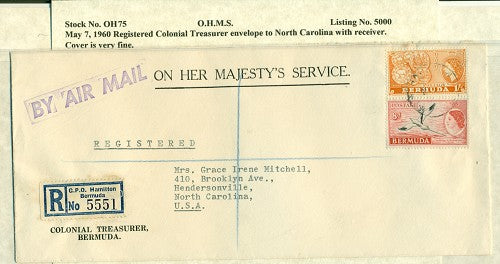 Stock No. OH75 O.H.M.S. Listing No. 5000
May 7, 1960 Registered Colonial Treasurer envelope to North Carolina with receiver.
Cover is very fine.
BY AIR MAIL
ON HER MAJESTY'S SERVICE.
BERMUDA
BERMUDA
REGISTERED
Mrs. Grace Irene Mitchell,
410, Brooklyn Ave.,
Hendersonville,
North Carolina,
U.S.A.
R
G.P.O. Hamilton
Bermuda
No 5551
COLONIAL TREASURER,
BERMUDA.